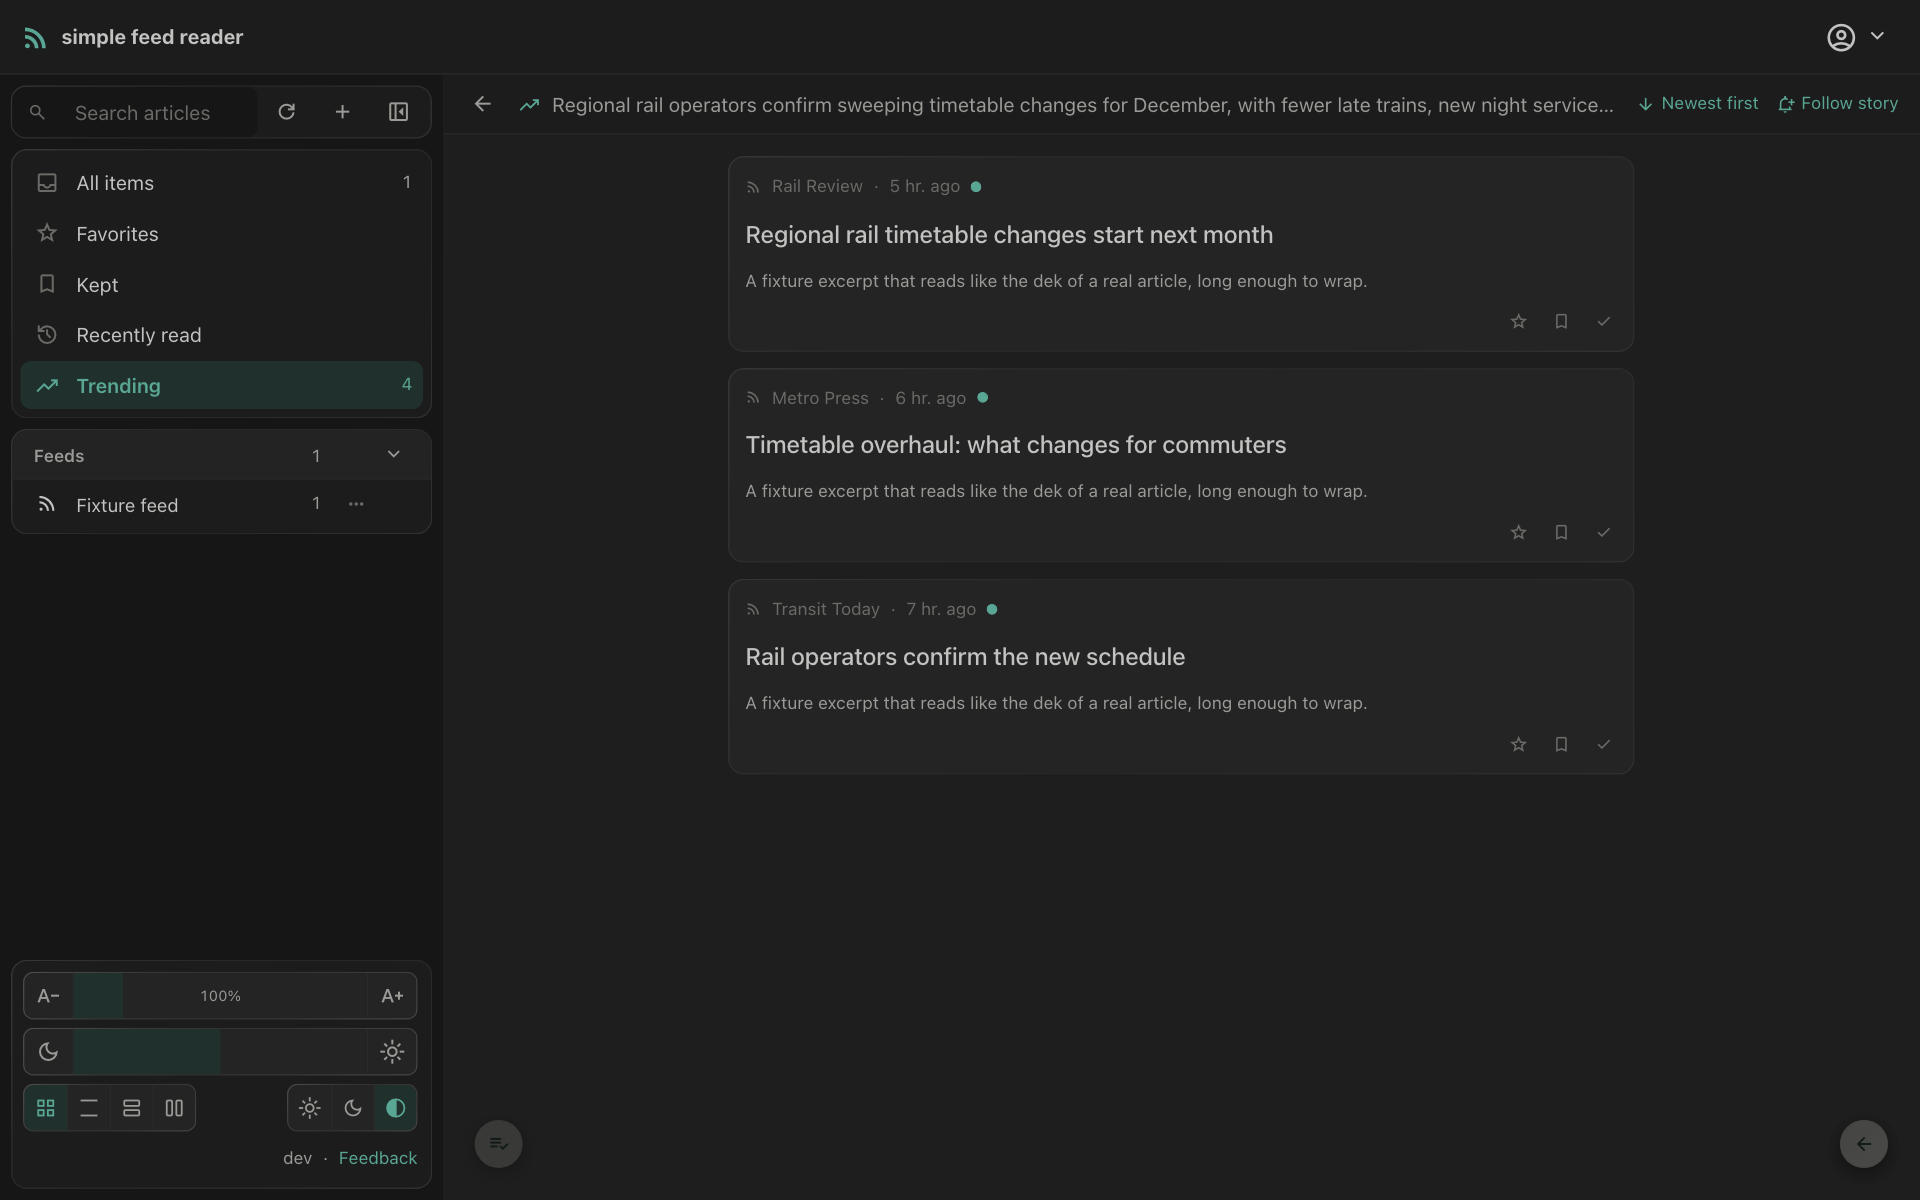 simple feed reader
Search articles
All items 1
Favorites
Kept
Recently read
Trending 4
Feeds 1
Fixture feed 1
A− 100% A+
dev · Feedback
Regional rail operators confirm sweeping timetable changes for December, with fewer late trains, new night service...
Newest first
Follow story
Rail Review · 5 hr. ago
Regional rail timetable changes start next month
A fixture excerpt that reads like the dek of a real article, long enough to wrap.
Metro Press · 6 hr. ago
Timetable overhaul: what changes for commuters
A fixture excerpt that reads like the dek of a real article, long enough to wrap.
Transit Today · 7 hr. ago
Rail operators confirm the new schedule
A fixture excerpt that reads like the dek of a real article, long enough to wrap.